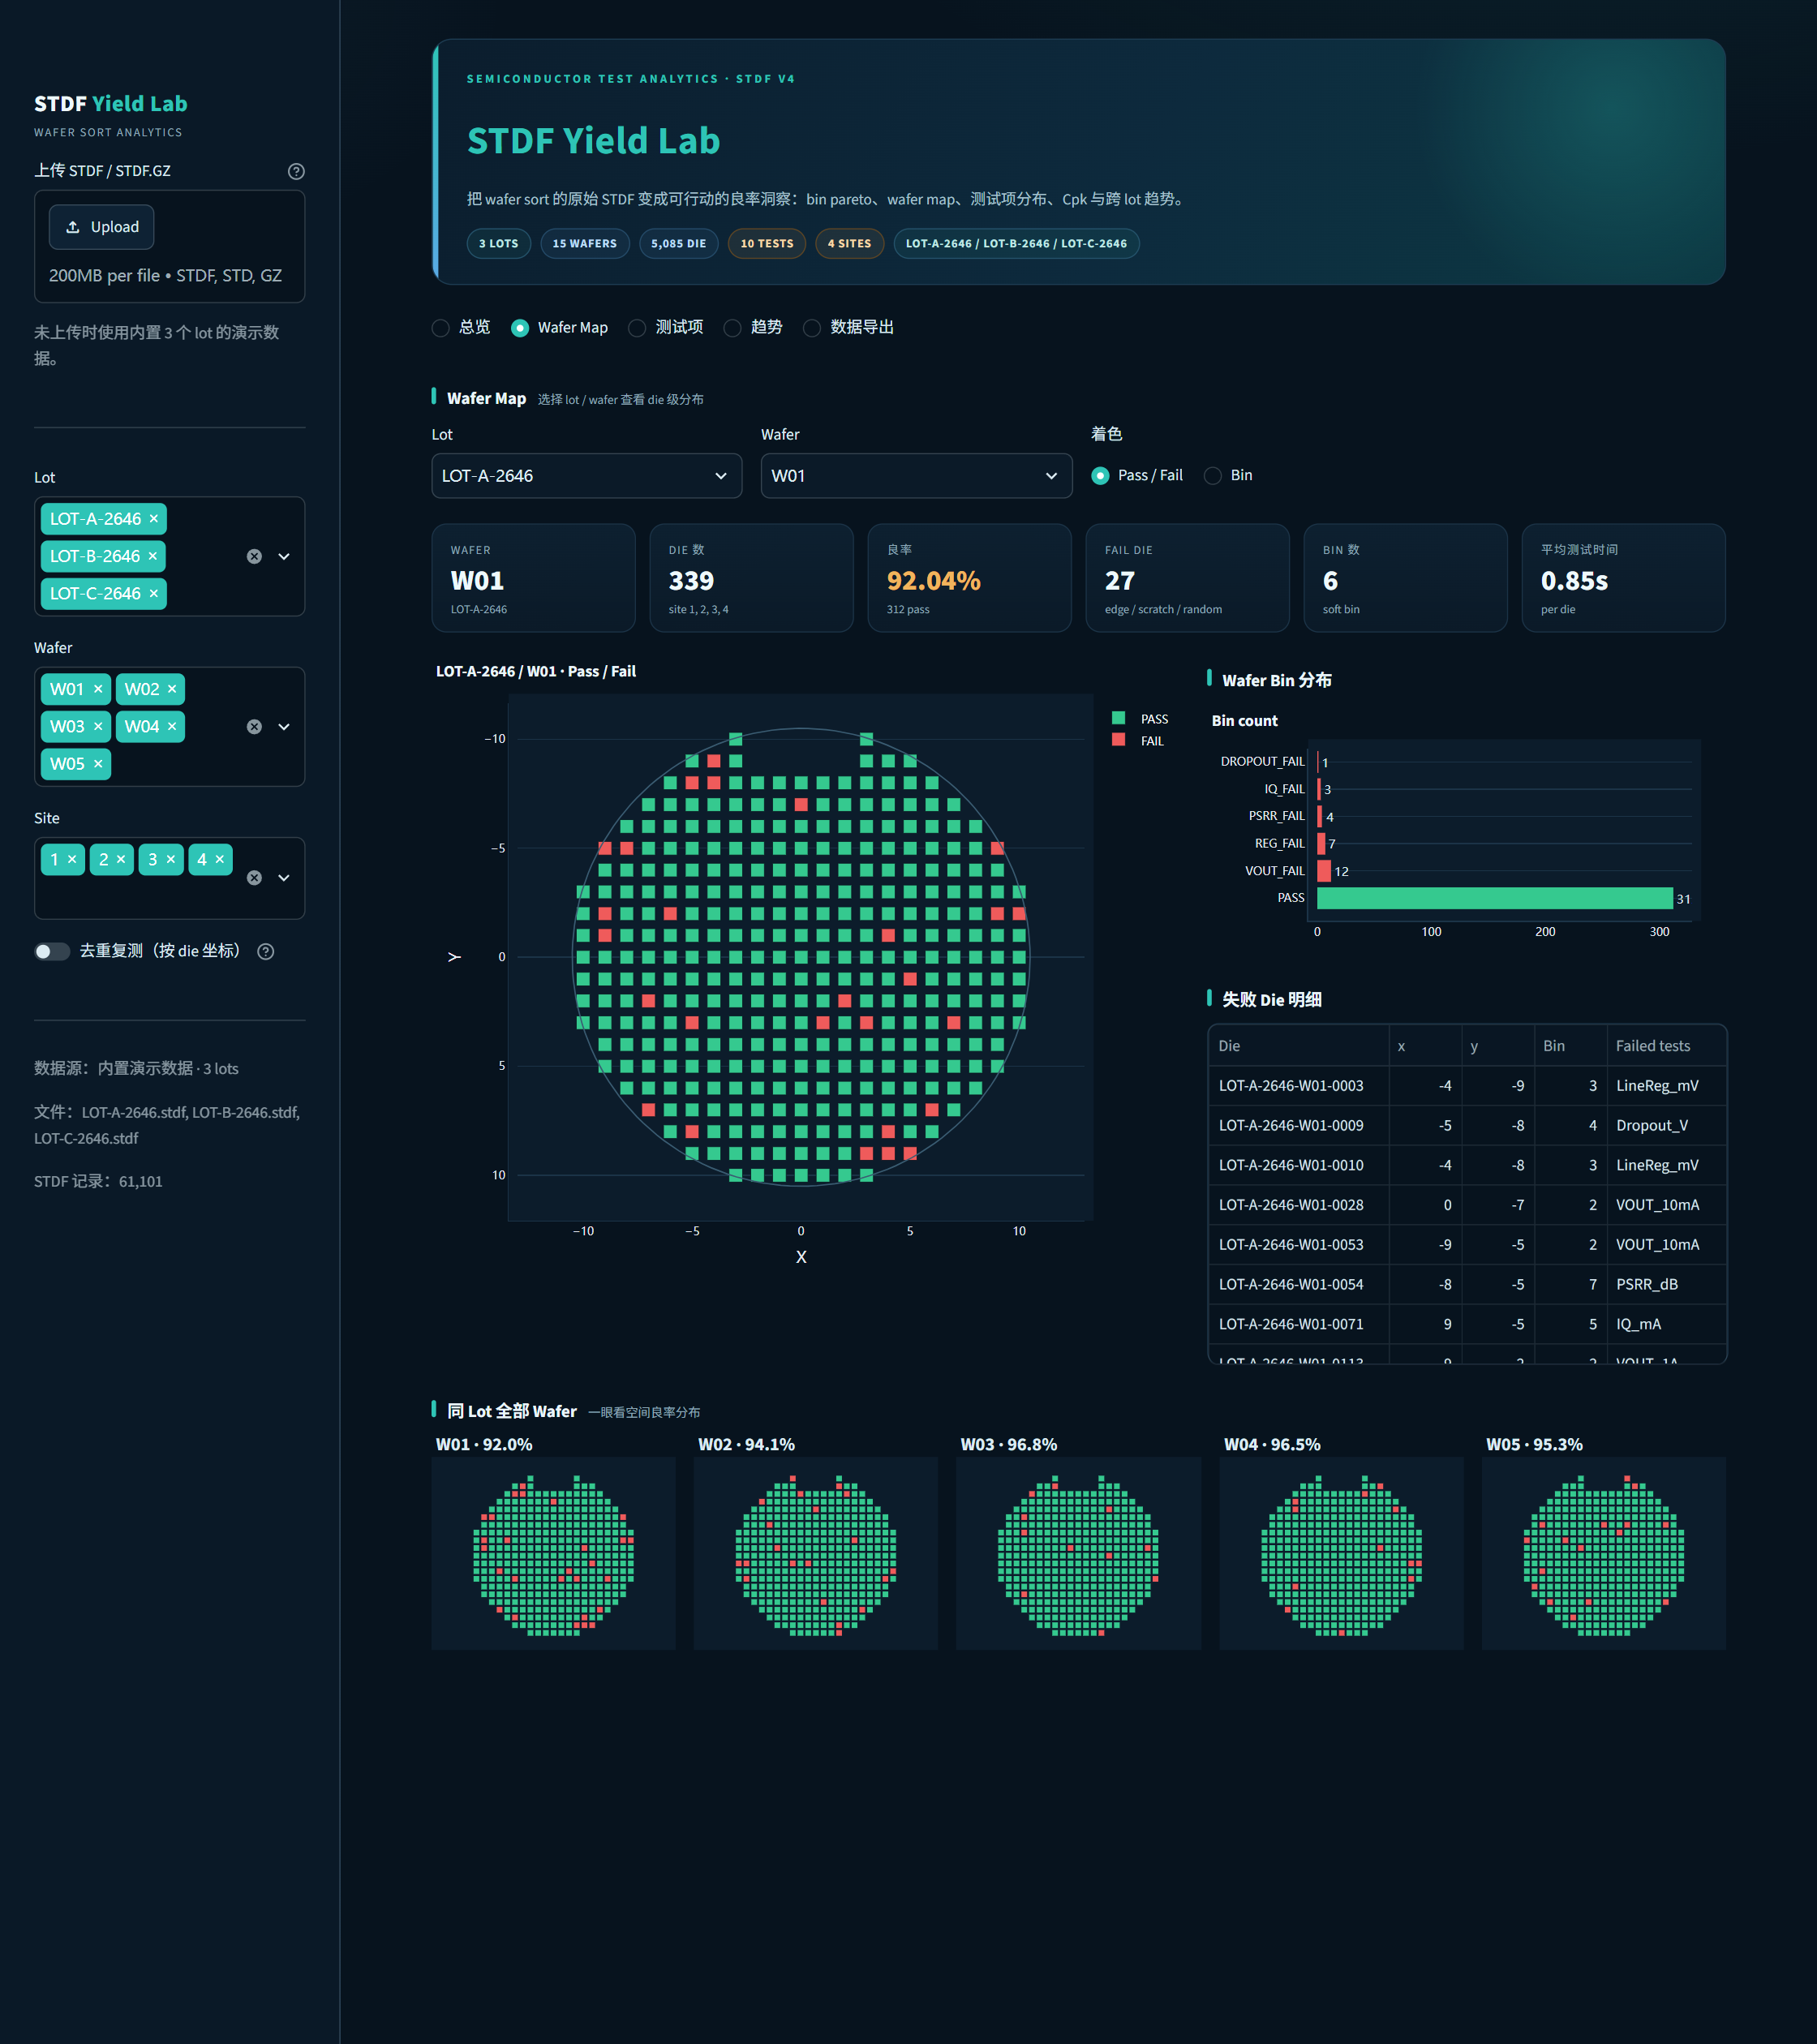 STDF Yield Lab
WAFER SORT ANALYTICS
上传 STDF / STDF.GZ
Upload
200MB per file • STDF, STD, GZ
未上传时使用内置 3 个 lot 的演示数
据。
Lot
LOT-A-2646 ×
LOT-B-2646 ×
LOT-C-2646 ×
Wafer
W01 × W02 ×
W03 × W04 ×
W05 ×
Site
1 × 2 × 3 × 4 ×
去重复测（按 die 坐标）
数据源：内置演示数据 · 3 lots
文件：LOT-A-2646.stdf, LOT-B-2646.stdf,
LOT-C-2646.stdf
STDF 记录：61,101
SEMICONDUCTOR TEST ANALYTICS · STDF V4
STDF Yield Lab
把 wafer sort 的原始 STDF 变成可行动的良率洞察：bin pareto、wafer map、测试项分布、Cpk 与跨 lot 趋势。
3 LOTS 15 WAFERS 5,085 DIE 10 TESTS 4 SITES LOT-A-2646 / LOT-B-2646 / LOT-C-2646
总览 Wafer Map 测试项 趋势 数据导出
Wafer Map 选择 lot / wafer 查看 die 级分布
Lot Wafer 着色
LOT-A-2646 W01 Pass / Fail Bin
WAFER DIE 数 良率 FAIL DIE BIN 数 平均测试时间
W01 339 92.04% 27 6 0.85s
LOT-A-2646 site 1, 2, 3, 4 312 pass edge / scratch / random soft bin per die
LOT-A-2646 / W01 · Pass / Fail
PASS
FAIL
−10
−5
0
5
10
Y
−10 −5 0 5 10
X
Wafer Bin 分布
Bin count
DROPOUT_FAIL 1
IQ_FAIL 3
PSRR_FAIL 4
REG_FAIL 7
VOUT_FAIL 12
PASS 31
0 100 200 300
失败 Die 明细
Die x y Bin Failed tests
LOT-A-2646-W01-0003 -4 -9 3 LineReg_mV
LOT-A-2646-W01-0009 -5 -8 4 Dropout_V
LOT-A-2646-W01-0010 -4 -8 3 LineReg_mV
LOT-A-2646-W01-0028 0 -7 2 VOUT_10mA
LOT-A-2646-W01-0053 -9 -5 2 VOUT_10mA
LOT-A-2646-W01-0054 -8 -5 7 PSRR_dB
LOT-A-2646-W01-0071 9 -5 5 IQ_mA
同 Lot 全部 Wafer 一眼看空间良率分布
W01 · 92.0% W02 · 94.1% W03 · 96.8% W04 · 96.5% W05 · 95.3%